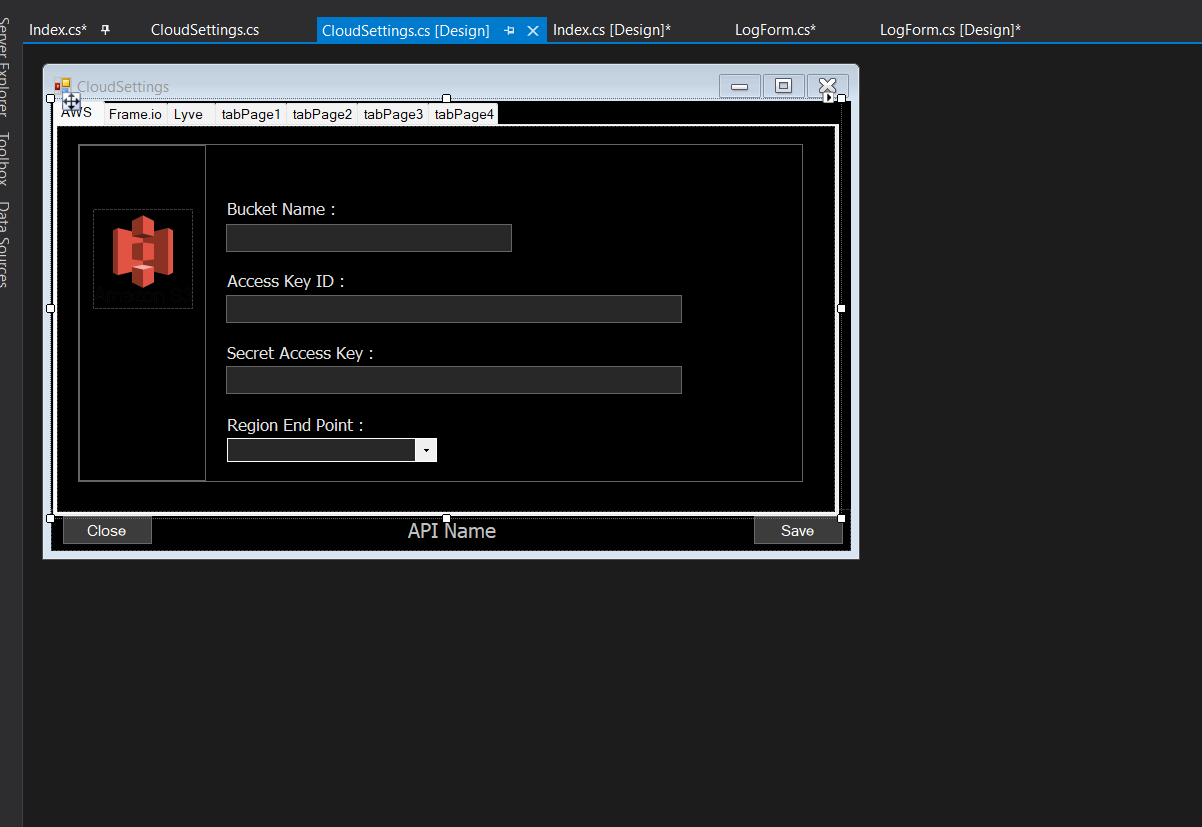 Index.cs* CloudSettings.cs CloudSettings.cs [Design] Index.cs [Design]* LogForm.cs* LogForm.cs [Design]*
Server Explorer
Toolbox
Data Sources
CloudSettings
AWS Frame.io Lyve tabPage1 tabPage2 tabPage3 tabPage4
Bucket Name :
Access Key ID :
Secret Access Key :
Region End Point :
Close API Name Save